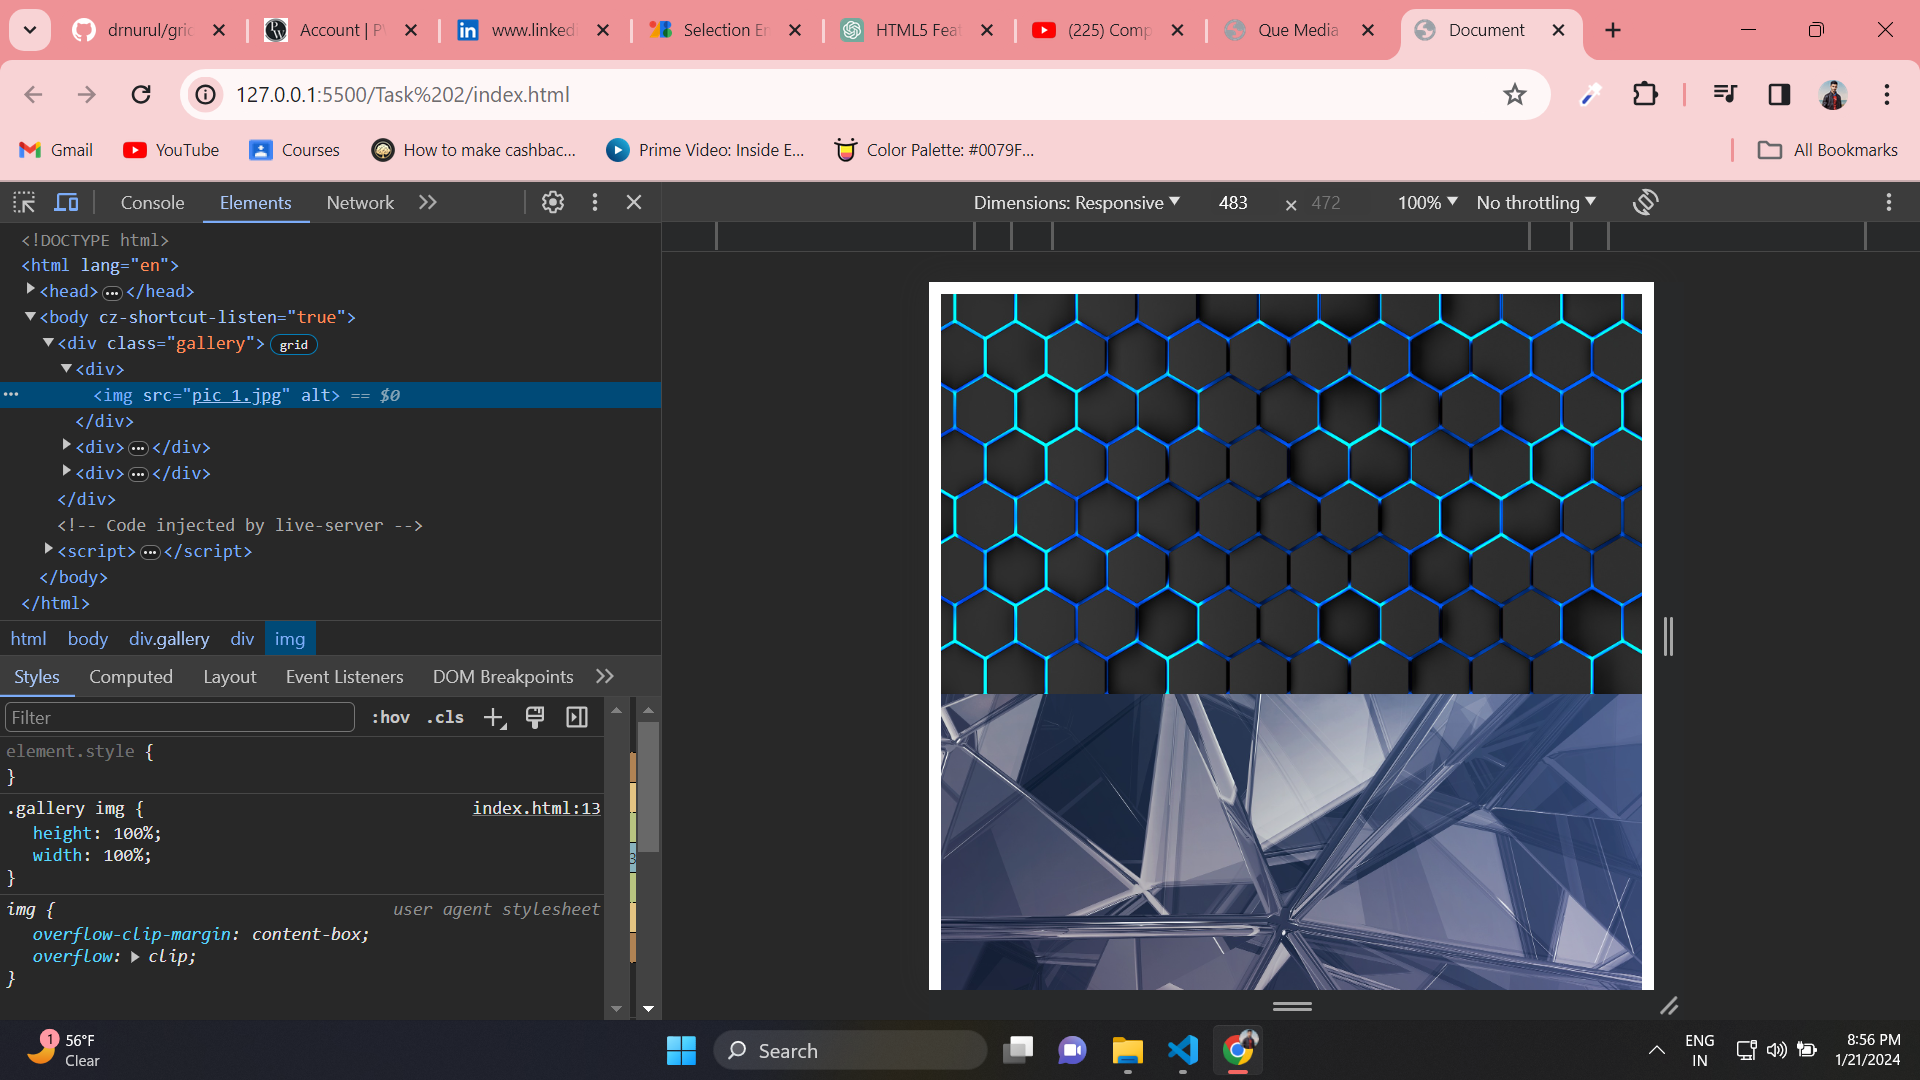 drnurul/gric
Account | PW
www.linkedi
Selection En
HTML5 Feat
(225) Comp
Que Media
Document
127.0.0.1:5500/Task%202/index.html
Gmail
YouTube
Courses
How to make cashbac...
Prime Video: Inside E...
Color Palette: #0079F...
All Bookmarks
Console
Elements
Network
Dimensions: Responsive
483
×
472
100%
No throttling
<!DOCTYPE html>
<html lang="en">
<head>…</head>
<body cz-shortcut-listen="true">
<div class="gallery"> grid
<div>
<img src="pic 1.jpg" alt> == $0
</div>
<div>…</div>
<div>…</div>
</div>
<!-- Code injected by live-server -->
<script>…</script>
</body>
</html>
html body div.gallery div img
Styles Computed Layout Event Listeners DOM Breakpoints
Filter :hov .cls
element.style {
}
.gallery img { index.html:13
height: 100%;
width: 100%;
}
img { user agent stylesheet
overflow-clip-margin: content-box;
overflow: clip;
}
3
1
56°F
Clear
Search
ENG
IN
8:56 PM
1/21/2024